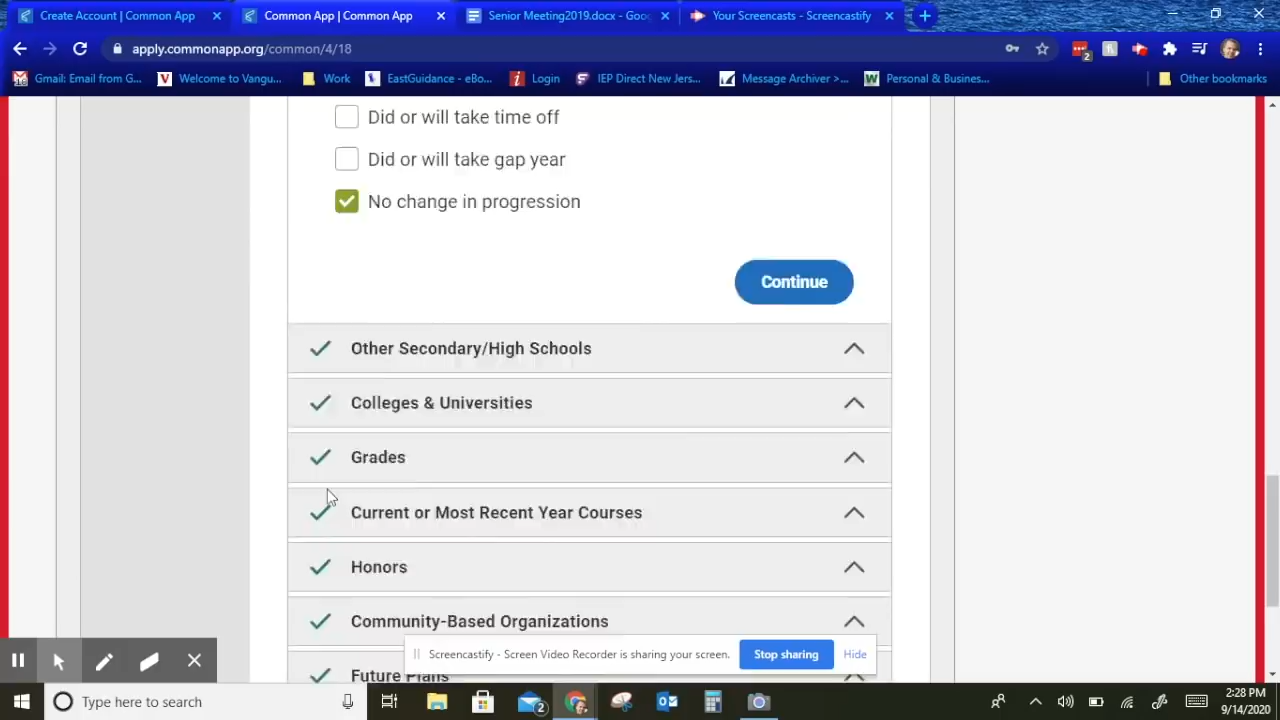 Create Account | Common App
Common App | Common App
Senior Meeting2019.docx - Goo
Your Screencasts - Screencastify
apply.commonapp.org/common/4/18
2
Gmail: Email from G...
Welcome to Vangu...
Work
EastGuidance - eBo...
Login
IEP Direct New Jers...
Message Archiver >...
Personal & Busines...
Other bookmarks
Did or will take time off
Did or will take gap year
No change in progression
Continue
Other Secondary/High Schools
Colleges & Universities
Grades
Current or Most Recent Year Courses
Honors
Community-Based Organizations
Screencastify - Screen Video Recorder is sharing your screen.
Stop sharing
Hide
Future Plans
Type here to search
2
2:28 PM
9/14/2020